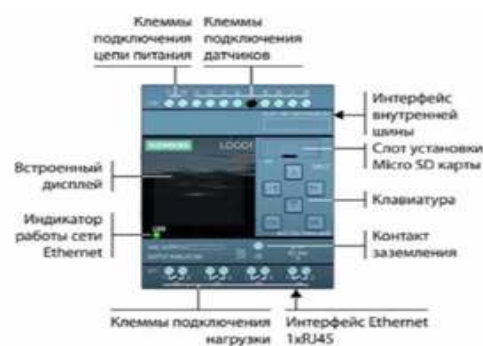 Клеммы
подключения
цепи питания
Клеммы
подключения
датчиков
Интерфейс
внутренней
шины
Слот установки
Micro SD карты
SIEMENS
LOGO!
Встроенный
дисплей
Клавиатура
Индикатор
работы сети
Ethernet
LAN
Контакт
заземления
Клеммы подключения
нагрузки
Интерфейс Ethernet
1xRJ45